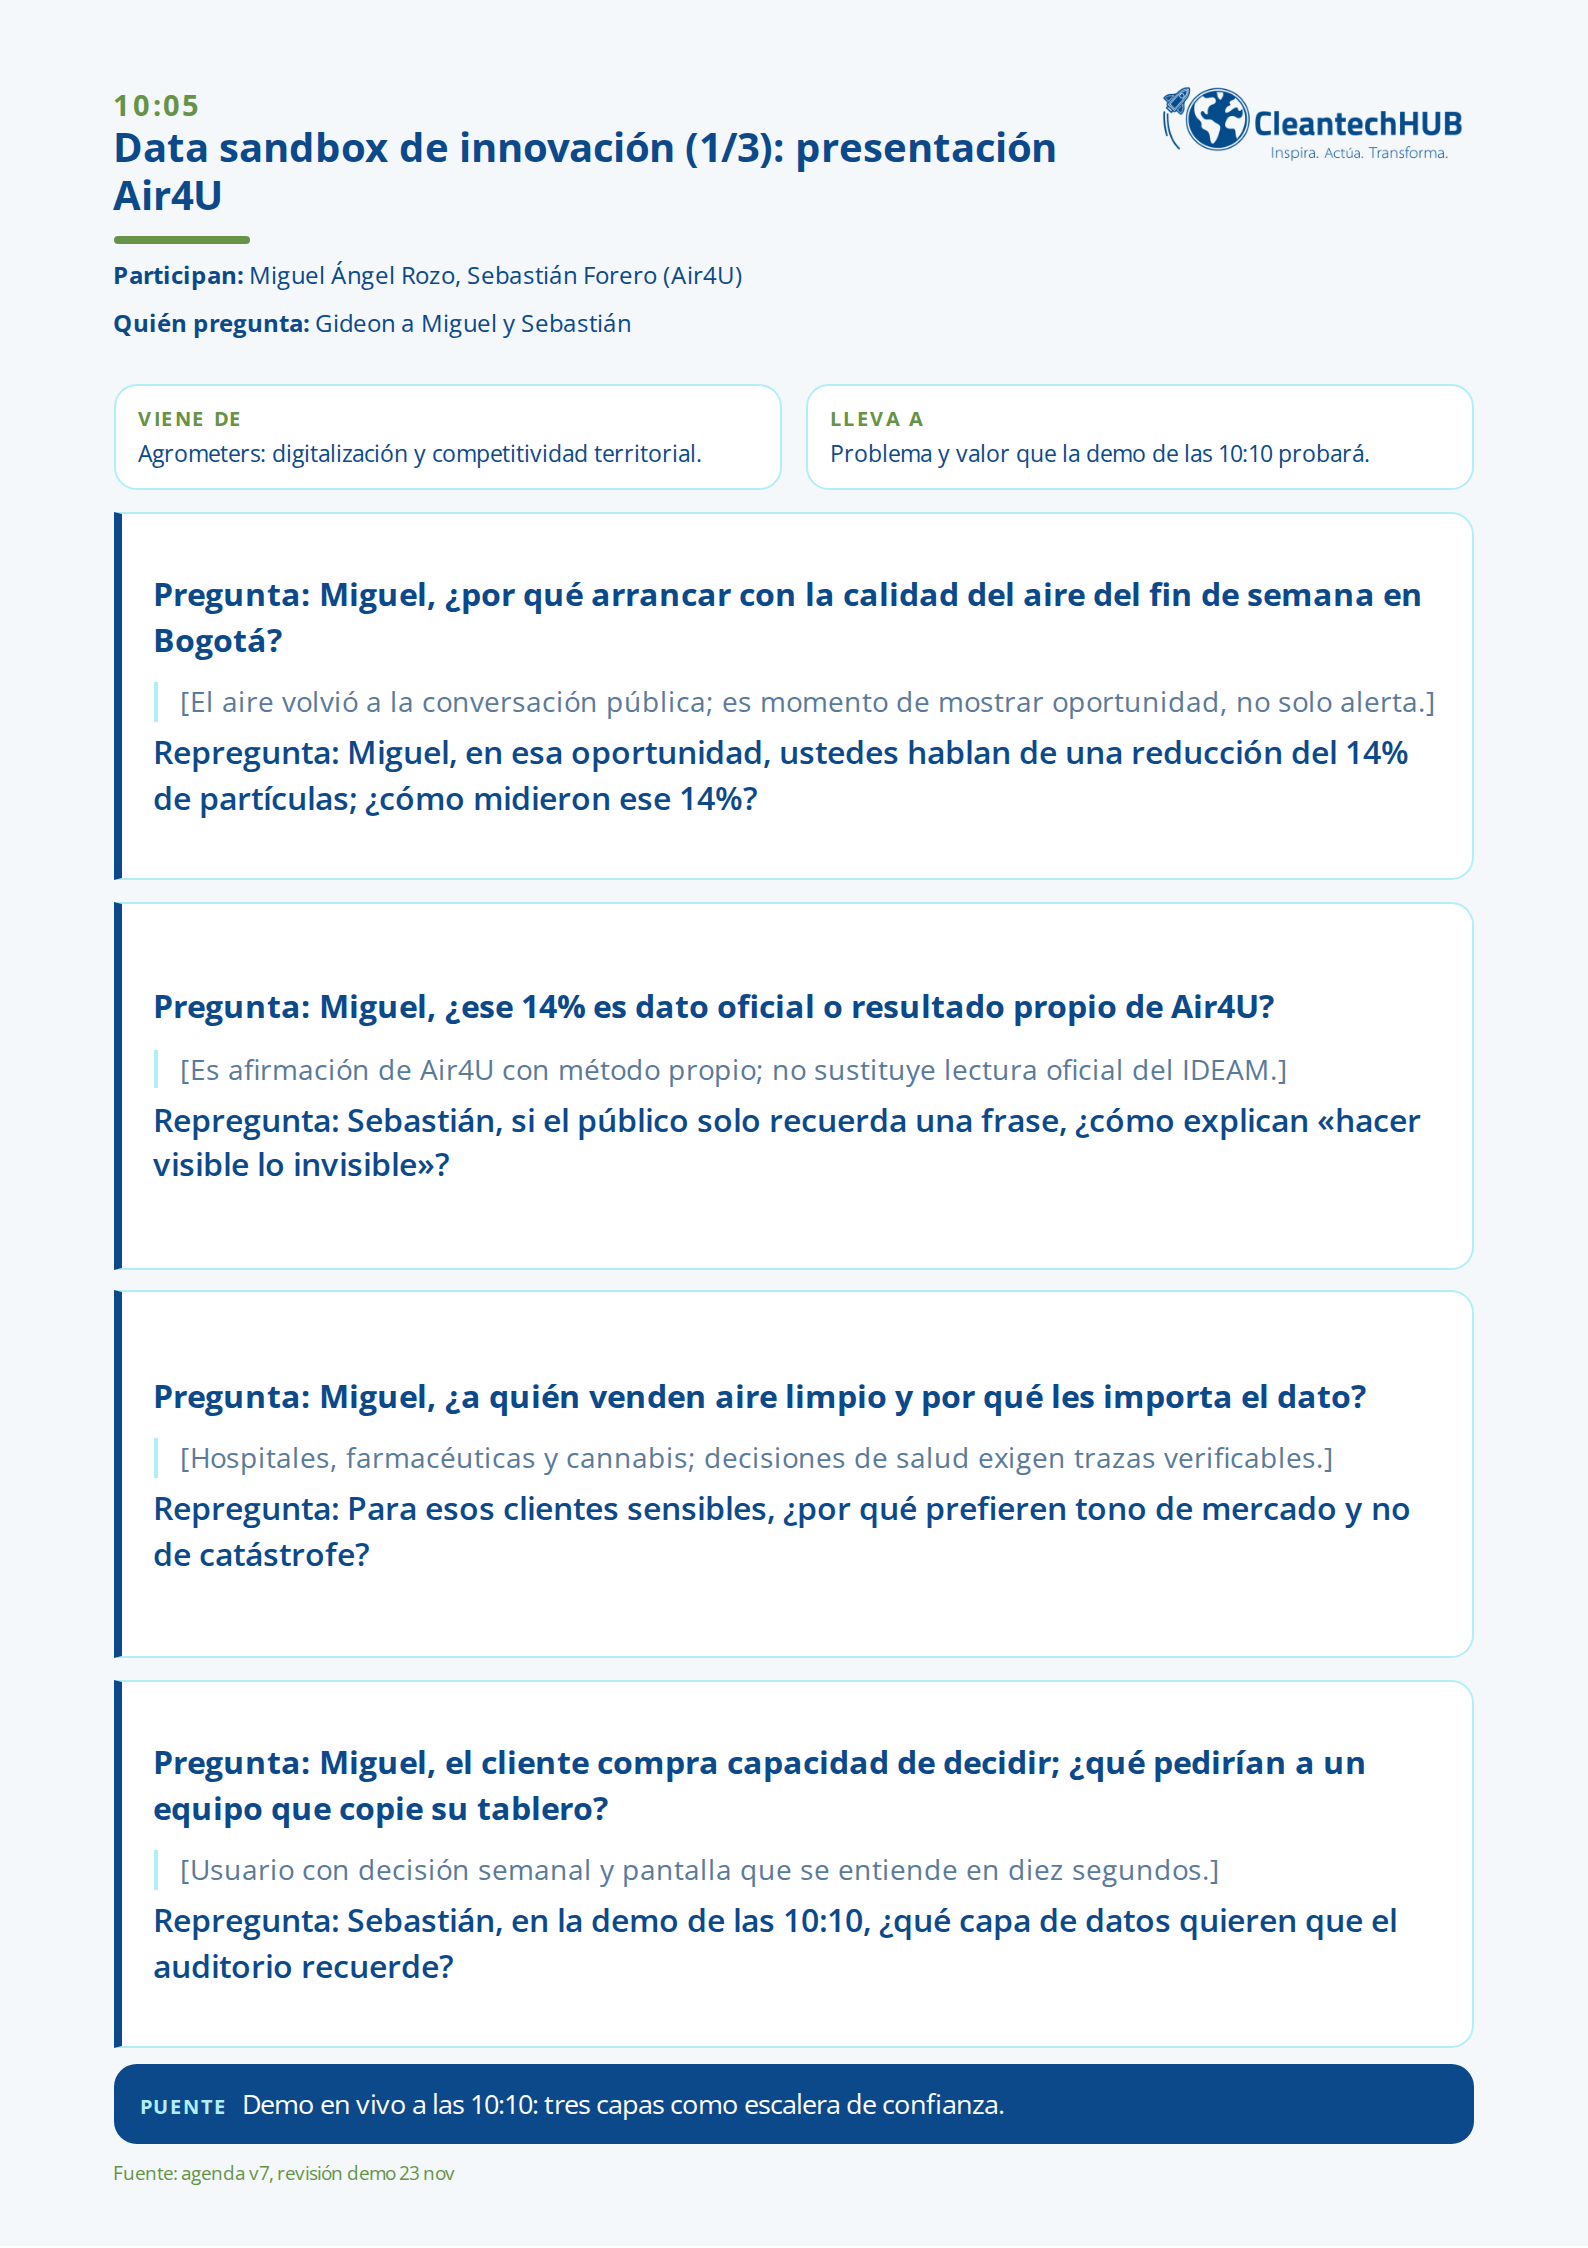 10:05
Data sandbox de innovación (1/3): presentación
Air4U
CleantechHUB
Inspira. Actúa. Transforma.
Participan: Miguel Ángel Rozo, Sebastián Forero (Air4U)
Quién pregunta: Gideon a Miguel y Sebastián
VIENE DE
Agrometers: digitalización y competitividad territorial.
LLEVA A
Problema y valor que la demo de las 10:10 probará.
Pregunta: Miguel, ¿por qué arrancar con la calidad del aire del fin de semana en
Bogotá?
[El aire volvió a la conversación pública; es momento de mostrar oportunidad, no solo alerta.]
Repregunta: Miguel, en esa oportunidad, ustedes hablan de una reducción del 14%
de partículas; ¿cómo midieron ese 14%?
Pregunta: Miguel, ¿ese 14% es dato oficial o resultado propio de Air4U?
[Es afirmación de Air4U con método propio; no sustituye lectura oficial del IDEAM.]
Repregunta: Sebastián, si el público solo recuerda una frase, ¿cómo explican «hacer
visible lo invisible»?
Pregunta: Miguel, ¿a quién venden aire limpio y por qué les importa el dato?
[Hospitales, farmacéuticas y cannabis; decisiones de salud exigen trazas verificables.]
Repregunta: Para esos clientes sensibles, ¿por qué prefieren tono de mercado y no
de catástrofe?
Pregunta: Miguel, el cliente compra capacidad de decidir; ¿qué pedirían a un
equipo que copie su tablero?
[Usuario con decisión semanal y pantalla que se entiende en diez segundos.]
Repregunta: Sebastián, en la demo de las 10:10, ¿qué capa de datos quieren que el
auditorio recuerde?
PUENTE Demo en vivo a las 10:10: tres capas como escalera de confianza.
Fuente: agenda v7, revisión demo 23 nov